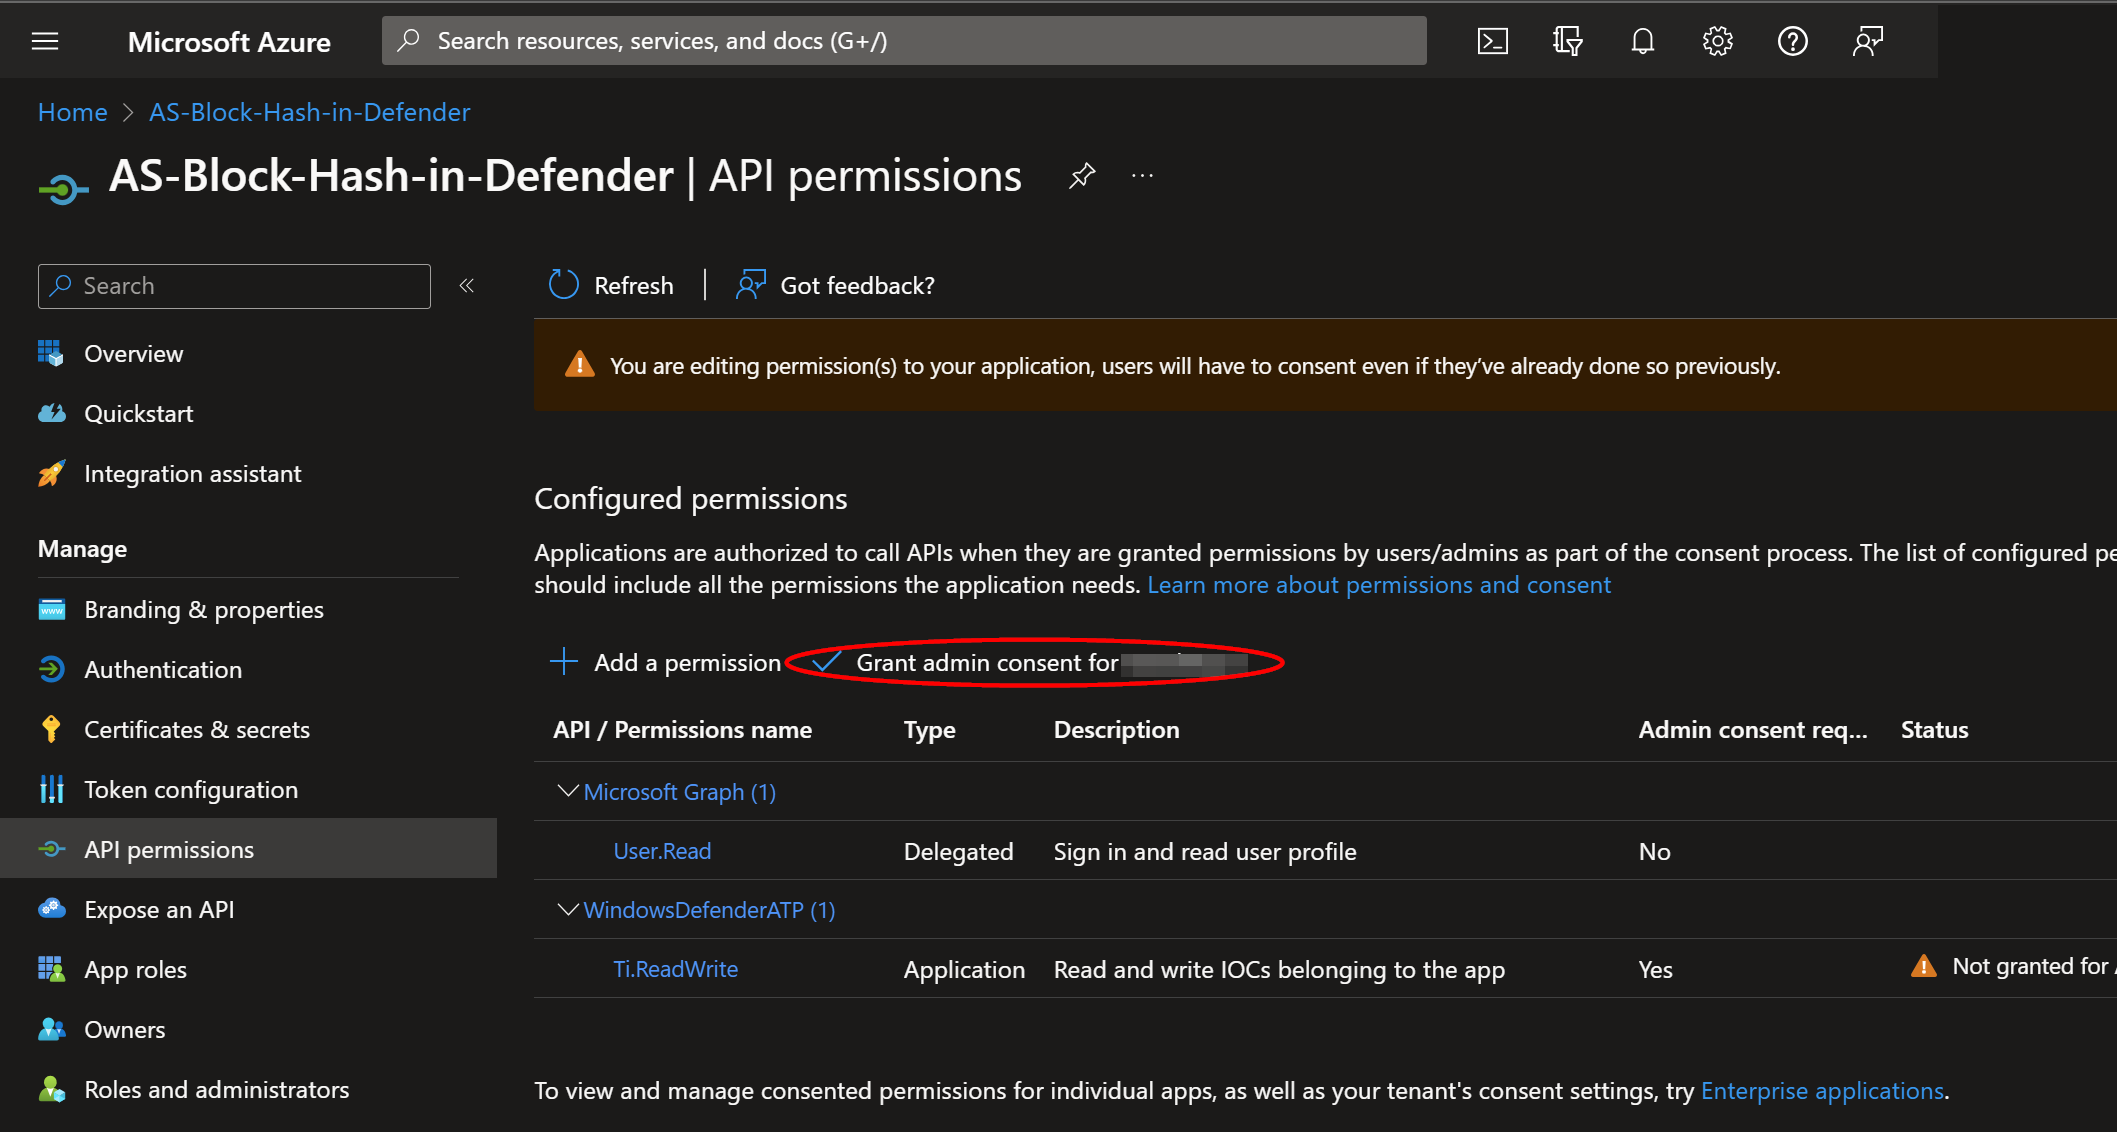 Microsoft Azure
Search resources, services, and docs (G+/)
Home > AS-Block-Hash-in-Defender
AS-Block-Hash-in-Defender | API permissions
Search
Refresh
Got feedback?
You are editing permission(s) to your application, users will have to consent even if they've already done so previously.
Overview
Quickstart
Integration assistant
Manage
Branding & properties
Authentication
Certificates & secrets
Token configuration
API permissions
Expose an API
App roles
Owners
Roles and administrators
Configured permissions
Applications are authorized to call APIs when they are granted permissions by users/admins as part of the consent process. The list of configured pe
should include all the permissions the application needs. Learn more about permissions and consent
Add a permission
Grant admin consent for
API / Permissions name Type Description Admin consent req... Status
Microsoft Graph (1)
User.Read Delegated Sign in and read user profile No
WindowsDefenderATP (1)
Ti.ReadWrite Application Read and write IOCs belonging to the app Yes Not granted for
To view and manage consented permissions for individual apps, as well as your tenant's consent settings, try Enterprise applications.